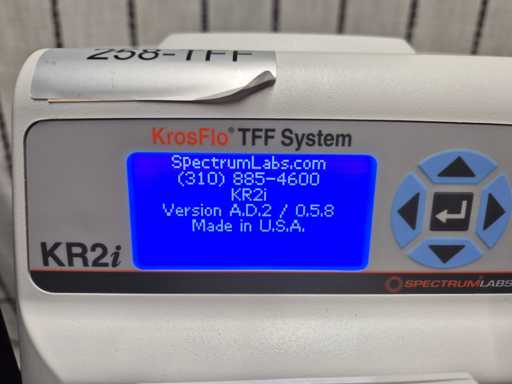 258-TFF
KrosFlo® TFF System
SpectrumLabs.com
(310) 885-4600
KR2i
Version A.D.2 / 0.5.8
Made in U.S.A.
KR2i
SPECTRUMLABS